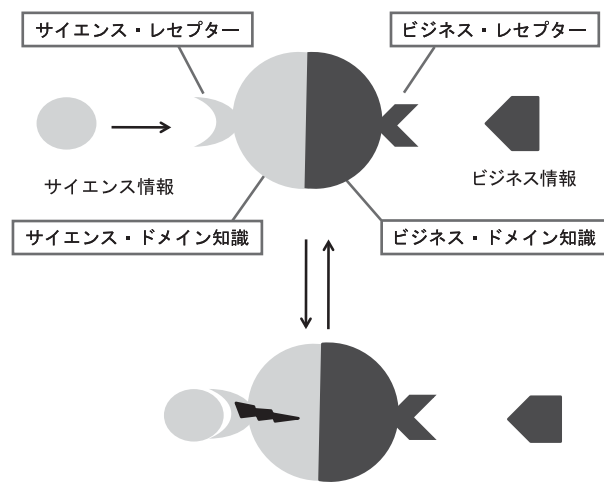 サイエンス・レセプター
ビジネス・レセプター
サイエンス情報
ビジネス情報
サイエンス・ドメイン知識
ビジネス・ドメイン知識